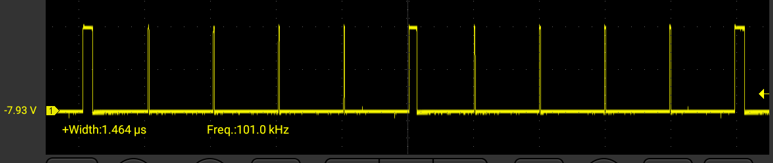 -7.93 V
1
+Width:1.464 μs Freq.:101.0 kHz